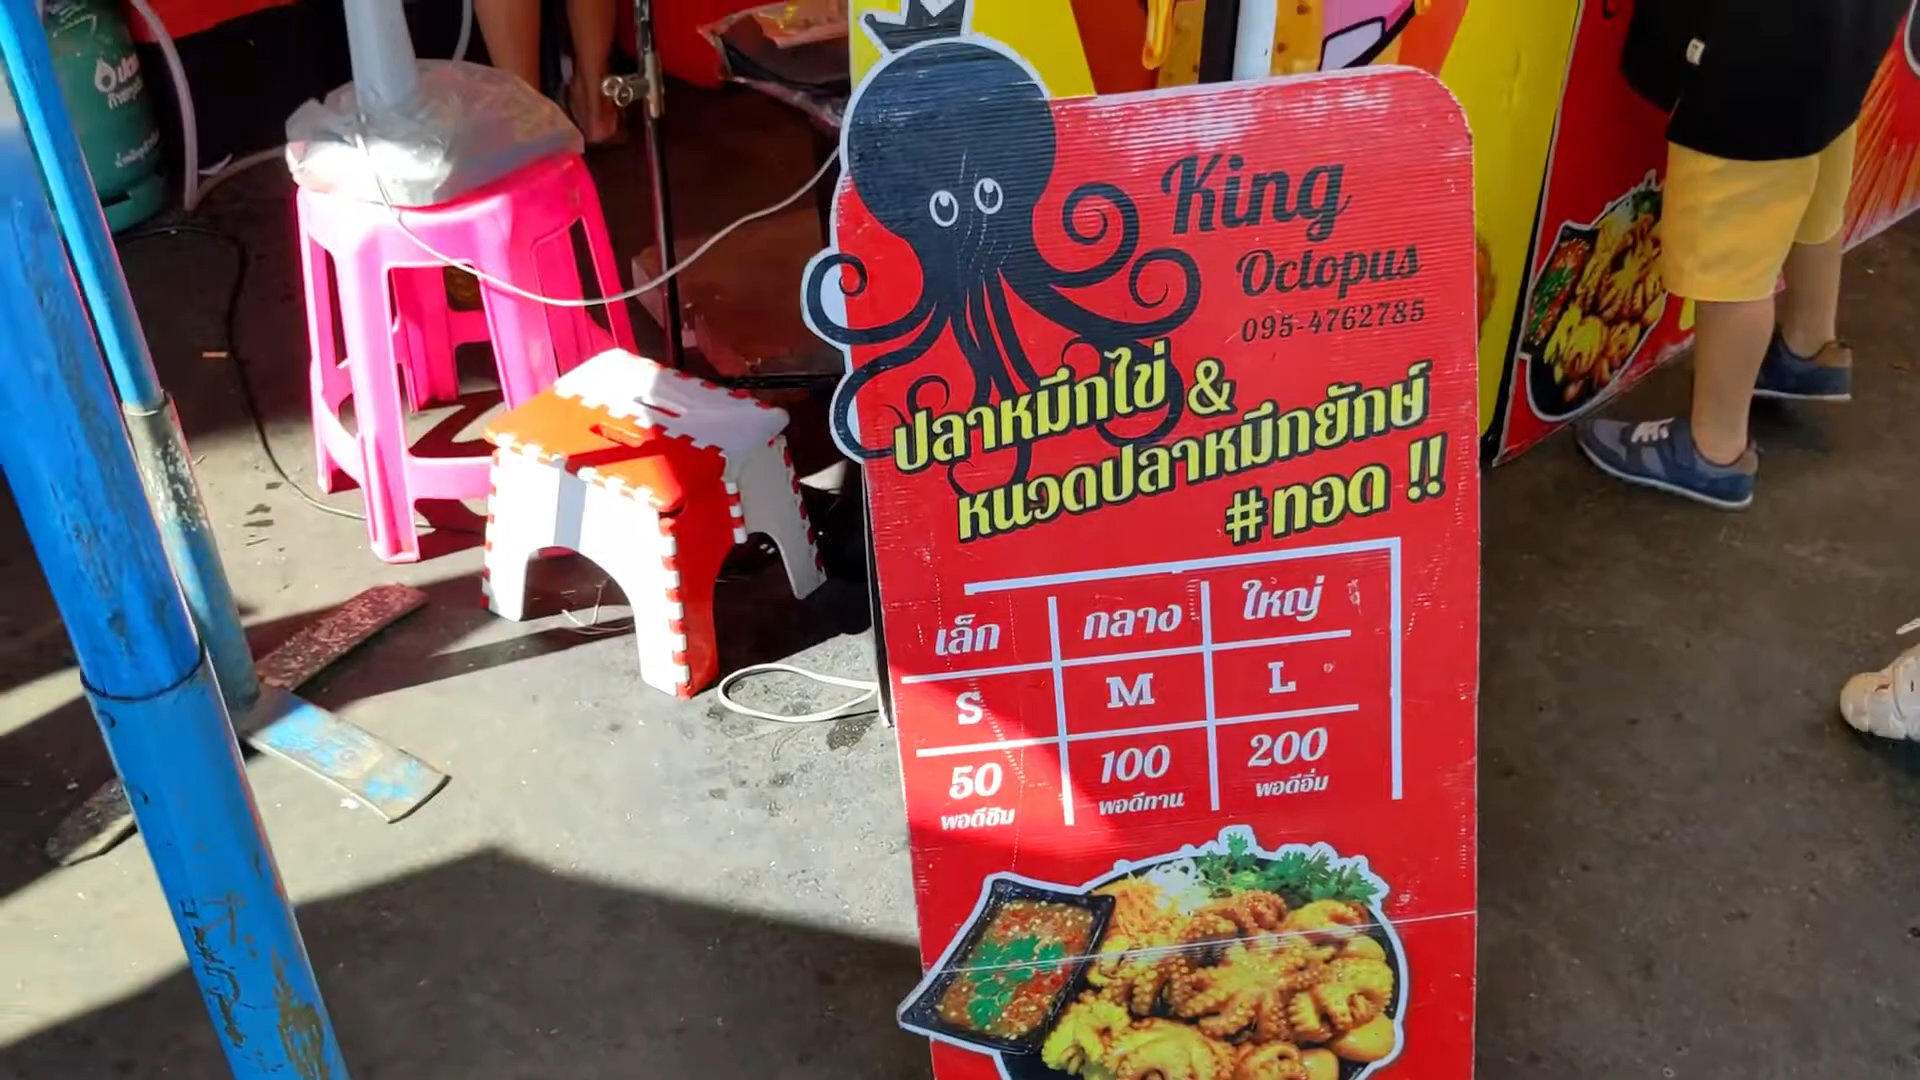 King
Octopus
095-4762785
ปลาหมึกไข่ &
หนวดปลาหมึกยักษ์
#ทอด !!
เล็ก กลาง ใหญ่
S M L
50 100 200
พอดีชิม พอดีทาน พอดีอิ่ม
ปตท